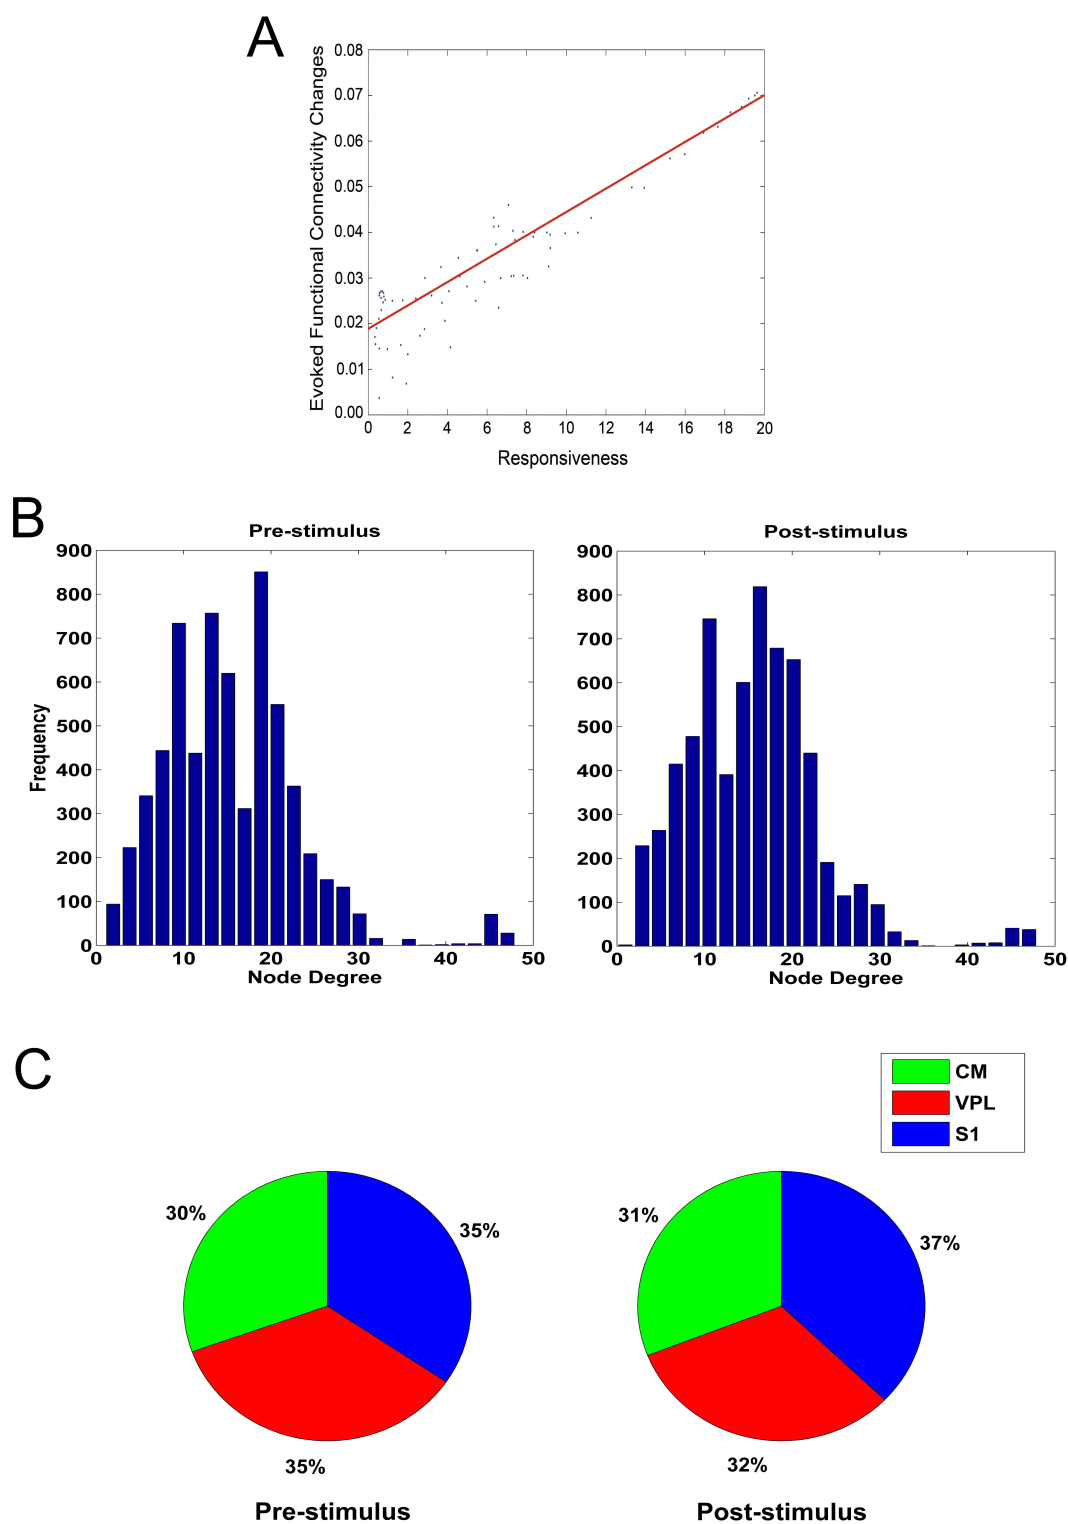 A
Evoked Functional Connectivity Changes
0.08
0.07
0.06
0.05
0.04
0.03
0.02
0.01
0.00
0 2 4 6 8 10 12 14 16 18 20
Responsiveness
B
Pre-stimulus
Frequency
900
800
700
600
500
400
300
200
100
0
0 10 20 30 40 50
Node Degree
Post-stimulus
900
800
700
600
500
400
300
200
100
0
0 10 20 30 40 50
Node Degree
C
CM
VPL
S1
30%
35%
35%
Pre-stimulus
31%
37%
32%
Post-stimulus